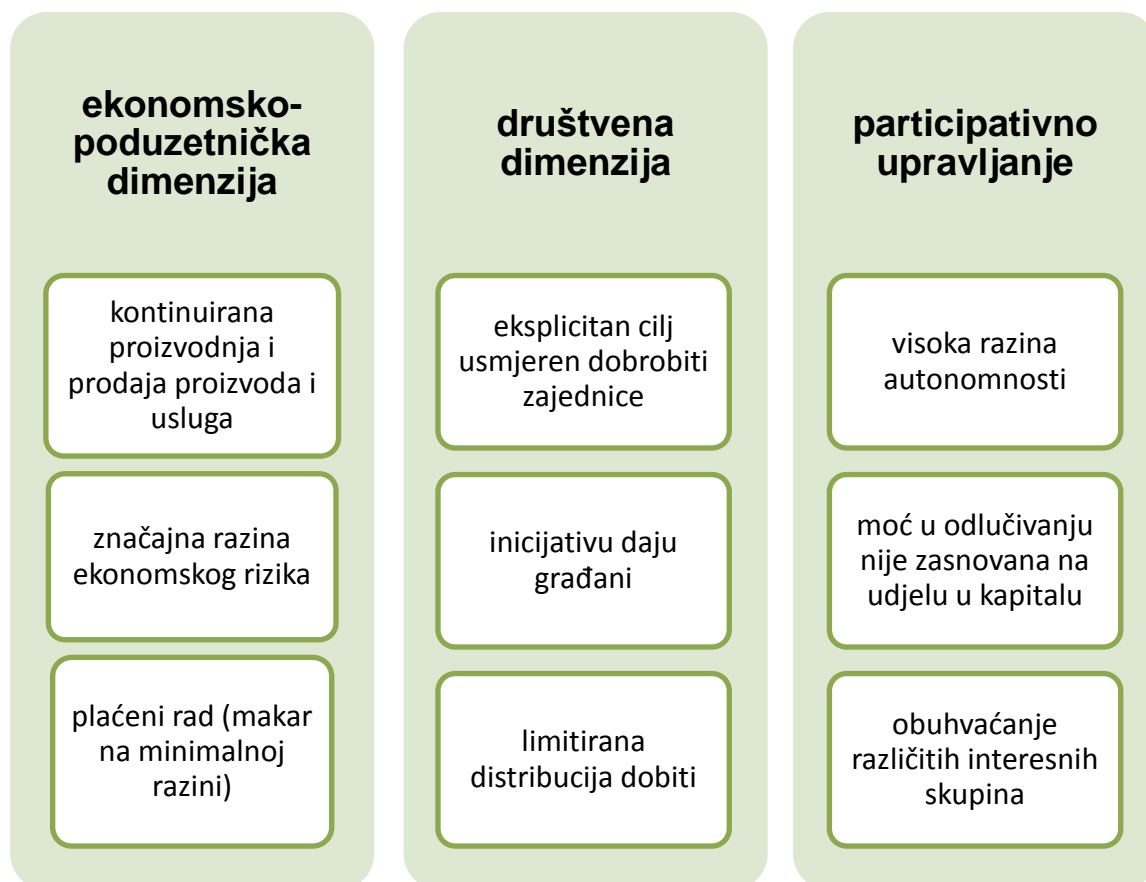 ekonomsko-
poduzetnička
dimenzija
kontinuirana
proizvodnja i
prodaja proizvoda i
usluga
značajna razina
ekonomskog rizika
plaćeni rad (makar
na minimalnoj
razini)
društvena
dimenzija
eksplicitan cilj
usmjeren dobrobiti
zajednice
inicijativu daju
građani
limitirana
distribucija dobiti
participativno
upravljanje
visoka razina
autonomnosti
moć u odlučivanju
nije zasnovana na
udjelu u kapitalu
obuhvaćanje
različitih interesnih
skupina